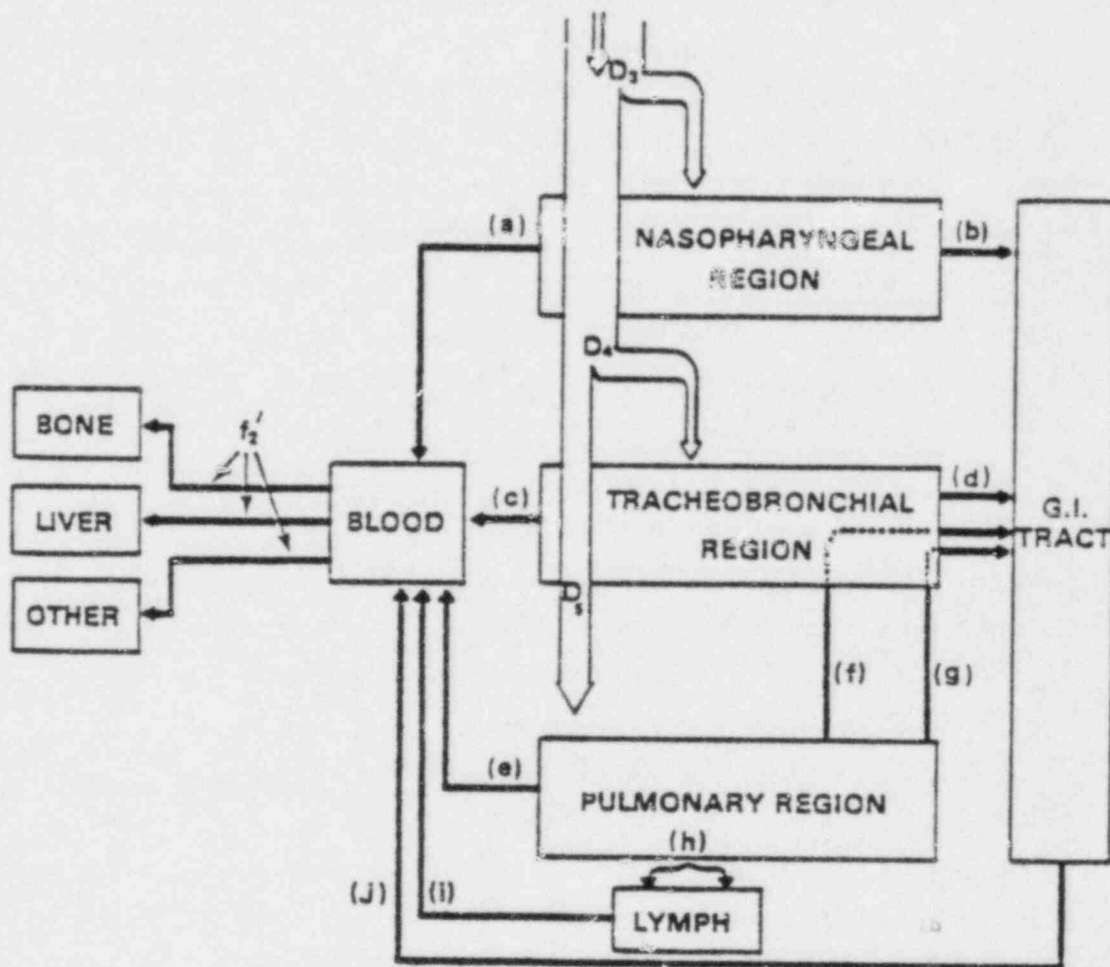 D3
(a)
NASOPHARYNGEAL
REGION
(b)
D4
BONE
f2'
LIVER
BLOOD
OTHER
(c)
TRACHEOBRONCHIAL
REGION
(d)
G.I.
TRACT
D5
(f)
(g)
(e)
PULMONARY REGION
(h)
(J)
(i)
LYMPH